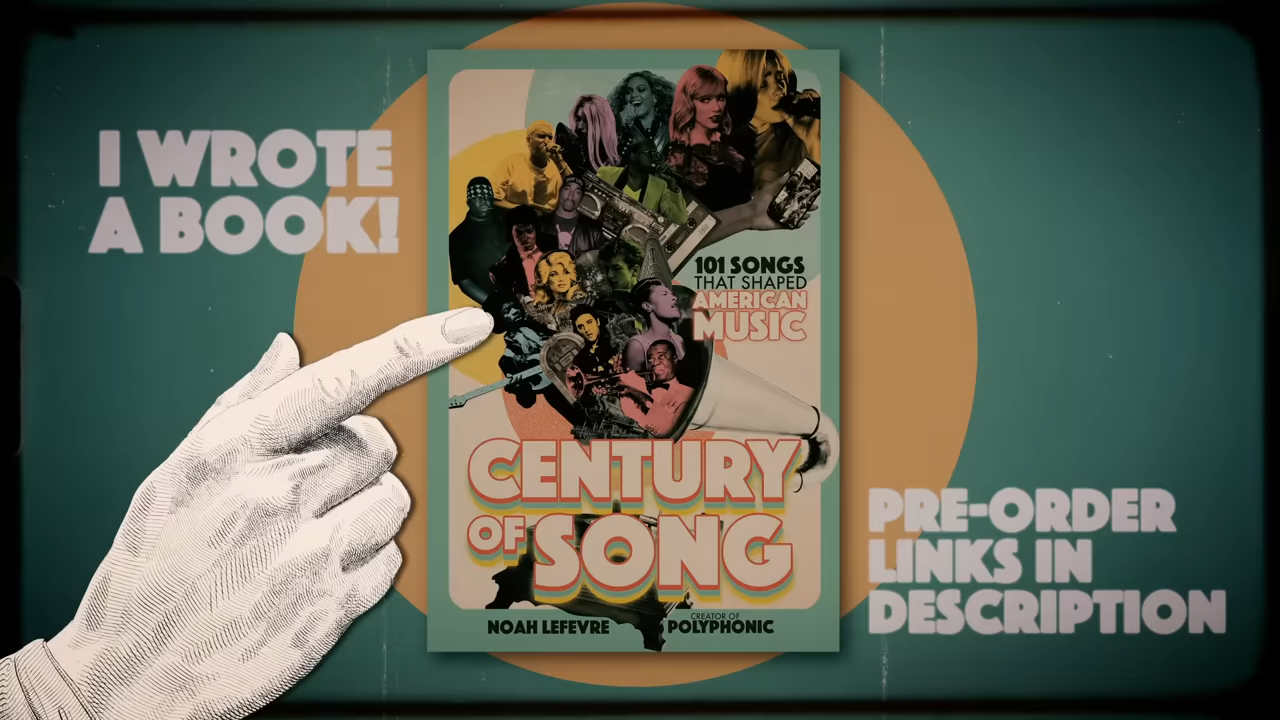 I WROTE
A BOOK!
101 SONGS
THAT SHAPED
AMERICAN
MUSIC
CENTURY
OF SONG
NOAH LEFEVRE
CREATOR OF
POLYPHONIC
PRE-ORDER
LINKS IN
DESCRIPTION